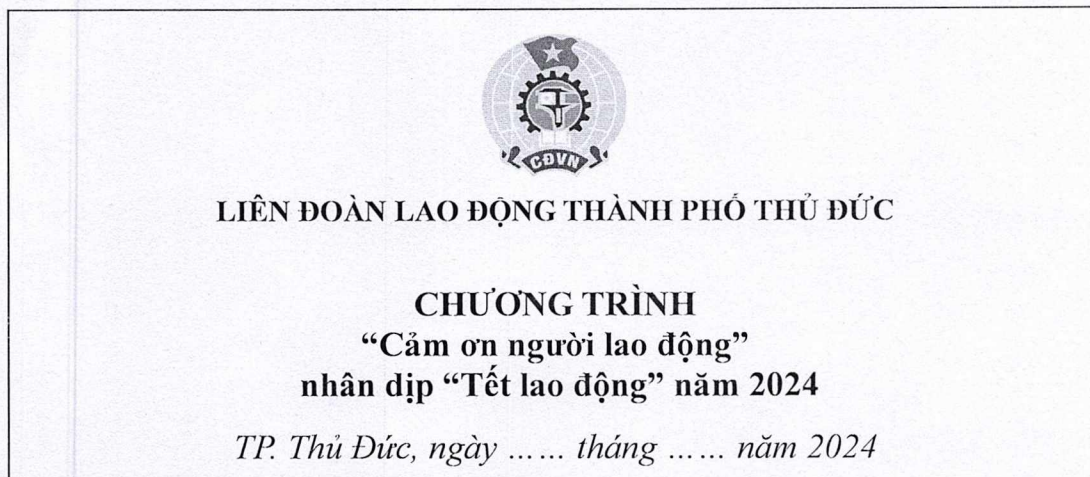 CĐVN
LIÊN ĐOÀN LAO ĐỘNG THÀNH PHỐ THỦ ĐỨC
CHƯƠNG TRÌNH
“Cảm ơn người lao động”
nhân dịp “Tết lao động” năm 2024
TP. Thủ Đức, ngày …… tháng …… năm 2024